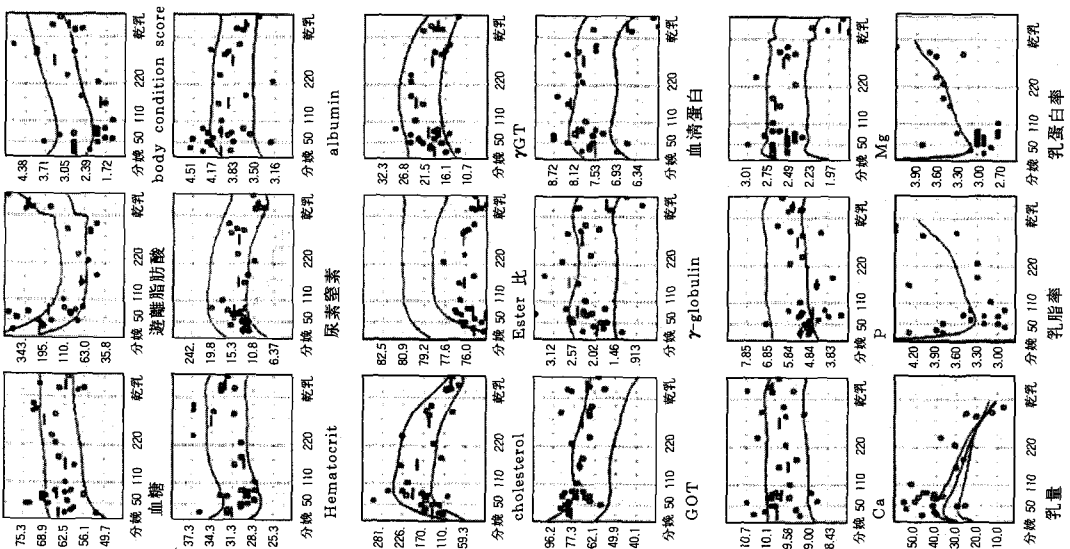 75.3
68.9
62.5
56.1
49.7
分娩 50 110 220 乾乳
血糖
343.
195.
110.
63.0
35.8
分娩 50 110 220 乾乳
遊離脂肪酸
4.38
3.71
3.05
2.39
1.72
分娩 50 110 220 乾乳
body condition score
37.3
34.3
31.3
28.3
25.3
分娩 50 110 220 乾乳
Hematocrit
242.
19.8
15.3
10.8
6.37
分娩 50 110 220 乾乳
尿素窒素
4.51
4.17
3.83
3.50
3.16
分娩 50 110 220 乾乳
albumin
281.
226.
170.
110.
59.3
分娩 50 110 220 乾乳
cholesterol
82.5
80.9
79.2
77.6
76.0
分娩 50 110 220 乾乳
Ester 比
32.3
26.8
21.5
16.1
10.7
分娩 50 110 220 乾乳
γGT
96.2
77.3
62.1
49.9
40.1
分娩 50 110 220 乾乳
GOT
3.12
2.57
2.02
1.46
.913
分娩 50 110 220 乾乳
γ-globulin
8.72
8.12
7.53
6.93
6.34
分娩 50 110 220 乾乳
血清蛋白
10.7
10.1
9.58
9.00
8.43
分娩 50 110 220 乾乳
Ca
7.85
6.85
5.84
4.84
3.83
分娩 50 110 220 乾乳
P
3.01
2.75
2.49
2.23
1.97
分娩 50 110 220 乾乳
Mg
50.0
40.0
30.0
20.0
10.0
分娩 50 110 220 乾乳
乳量
4.20
3.90
3.60
3.30
3.00
分娩 50 110 220 乾乳
乳脂率
3.90
3.60
3.30
3.00
2.70
分娩 50 110 220 乾乳
乳蛋白率